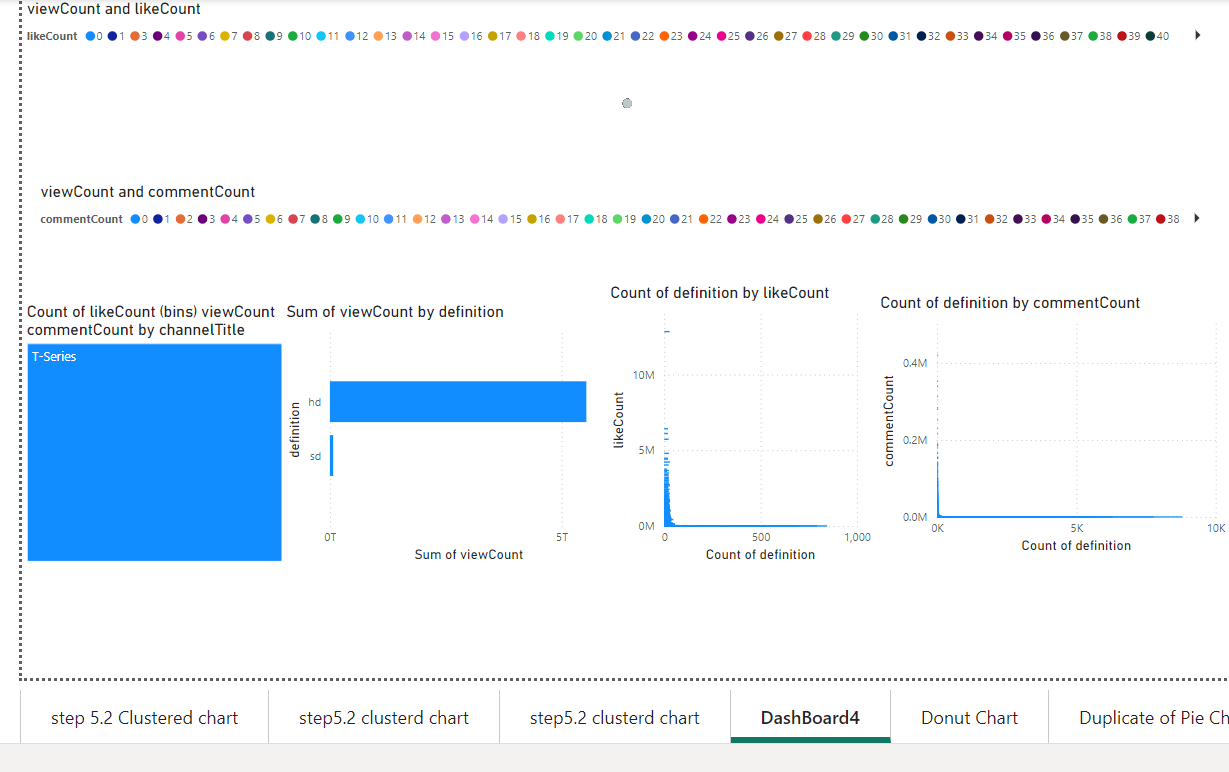 viewCount and likeCount
likeCount 0 1 3 4 5 6 7 8 9 10 11 12 13 14 15 16 17 18 19 20 21 22 23 24 25 26 27 28 29 30 31 32 33 34 35 36 37 38 39 40
viewCount and commentCount
commentCount 0 1 2 3 4 5 6 7 8 9 10 11 12 13 14 15 16 17 18 19 20 21 22 23 24 25 26 27 28 29 30 31 32 33 34 35 36 37 38
Count of likeCount (bins) viewCount
commentCount by channelTitle
T-Series
Sum of viewCount by definition
definition
hd
sd
0T 5T
Sum of viewCount
Count of definition by likeCount
likeCount
10M
5M
0M
0 500 1,000
Count of definition
Count of definition by commentCount
commentCount
0.4M
0.2M
0.0M
0K 5K 10K
Count of definition
step 5.2 Clustered chart step5.2 clusterd chart step5.2 clusterd chart DashBoard4 Donut Chart Duplicate of Pie Ch